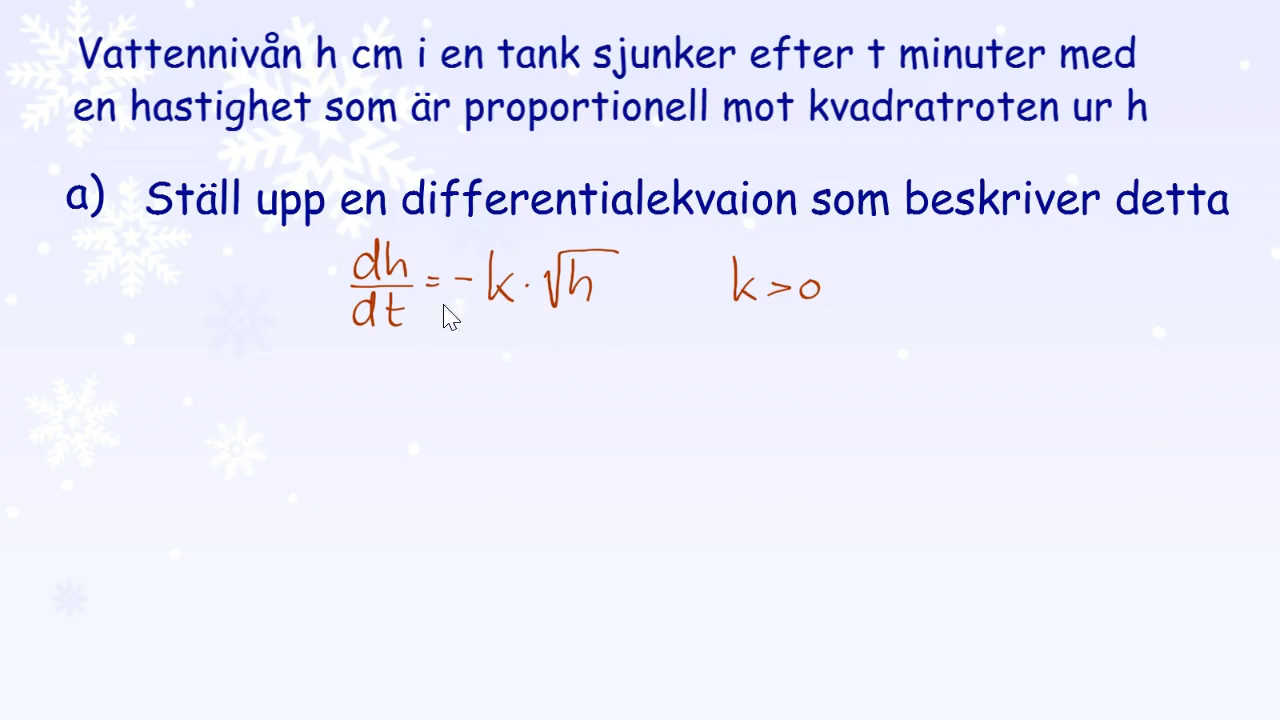 Vattennivån h cm i en tank sjunker efter t minuter med
en hastighet som är proportionell mot kvadratroten ur h
a) Ställ upp en differentialekvaion som beskriver detta
dh/dt = -k · √h k > 0